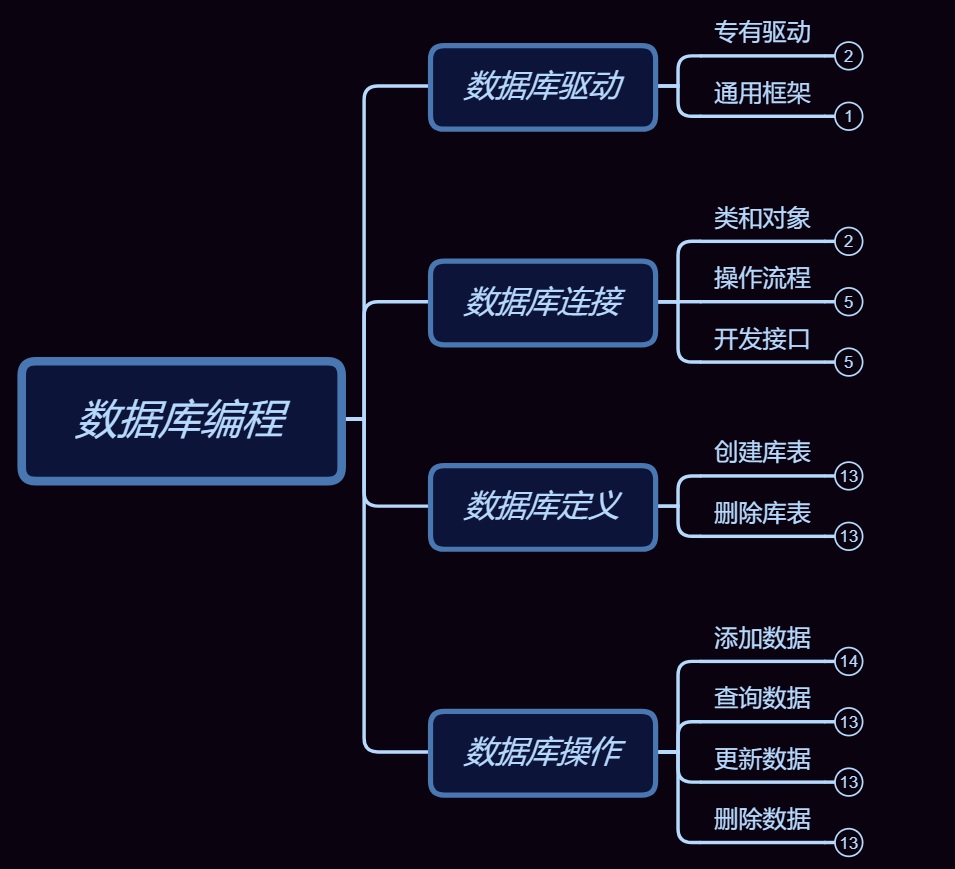 数据库编程
数据库驱动
专有驱动
2
通用框架
1
数据库连接
类和对象
2
操作流程
5
开发接口
5
数据库定义
创建库表
13
删除库表
13
数据库操作
添加数据
14
查询数据
13
更新数据
13
删除数据
13